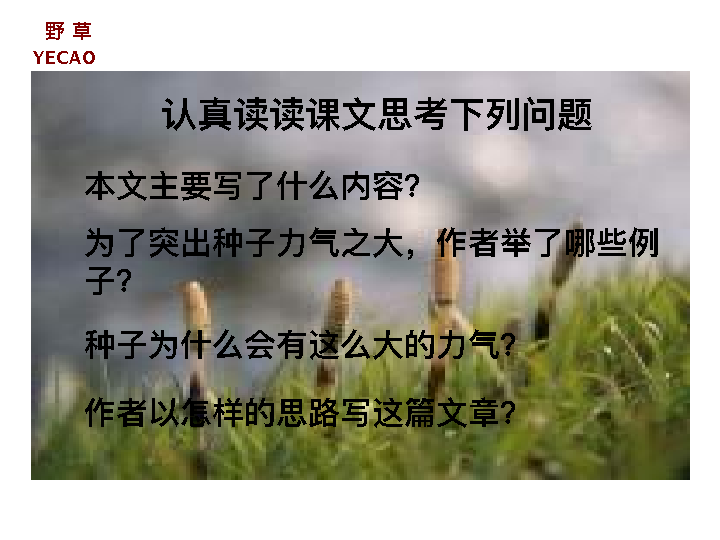 野 草
YECAO
认真读读课文思考下列问题
本文主要写了什么内容?
为了突出种子力气之大，作者举了哪些例
子?
种子为什么会有这么大的力气?
作者以怎样的思路写这篇文章?